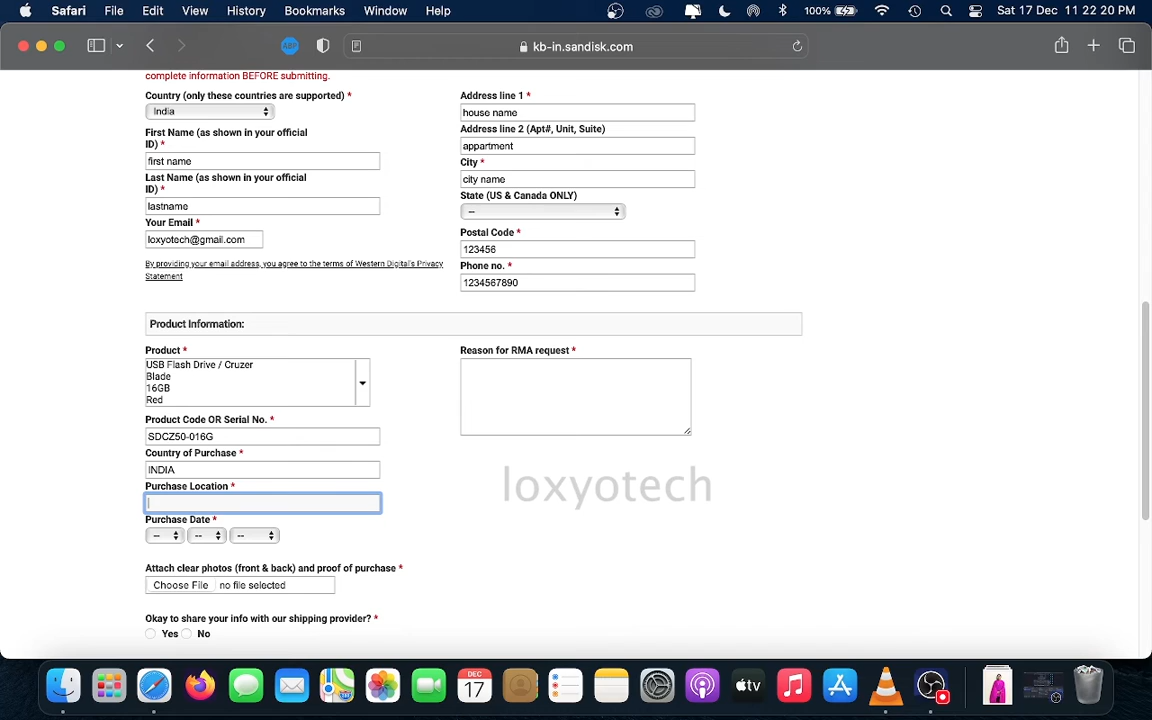 Safari File Edit View History Bookmarks Window Help 100% Sat 17 Dec 11 22 20 PM
ABP kb-in.sandisk.com
complete information BEFORE submitting.
Country (only these countries are supported) *
India
First Name (as shown in your official
ID) *
first name
Last Name (as shown in your official
ID) *
lastname
Your Email *
loxyotech@gmail.com
By providing your email address, you agree to the terms of Western Digital's Privacy
Statement
Address line 1 *
house name
Address line 2 (Apt#, Unit, Suite)
appartment
City *
city name
State (US & Canada ONLY)
--
Postal Code *
123456
Phone no. *
1234567890
Product Information:
Product *
USB Flash Drive / Cruzer
Blade
16GB
Red
Product Code OR Serial No. *
SDCZ50-016G
Country of Purchase *
INDIA
Purchase Location *
Purchase Date *
-- -- --
Reason for RMA request *
loxyotech
Attach clear photos (front & back) and proof of purchase *
Choose File no file selected
Okay to share your info with our shipping provider? *
Yes No
DEC
17
tv